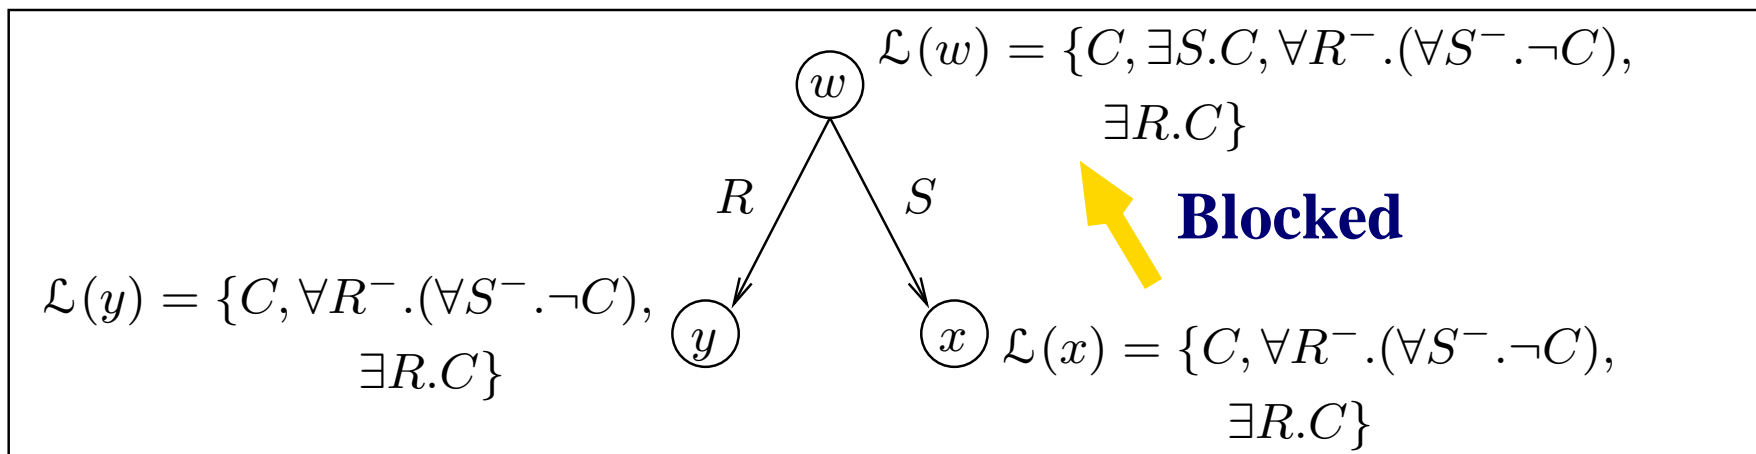 w
ℒ(w) = {C, ∃S.C, ∀R⁻.(∀S⁻.¬C),
∃R.C}
R
S
Blocked
ℒ(y) = {C, ∀R⁻.(∀S⁻.¬C),
∃R.C}
y
x
ℒ(x) = {C, ∀R⁻.(∀S⁻.¬C),
∃R.C}